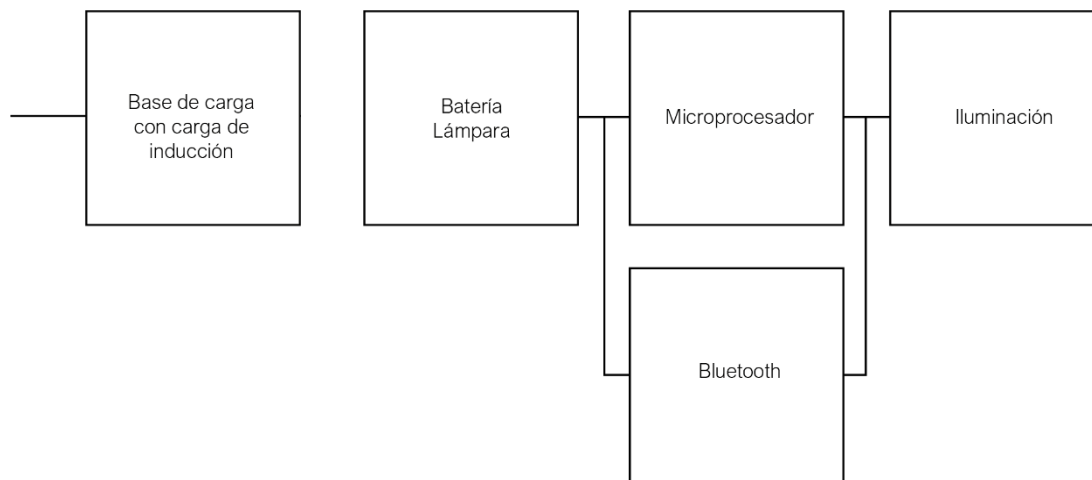 Base de carga
con carga de
inducción
Batería
Lámpara
Microprocesador
Iluminación
Bluetooth